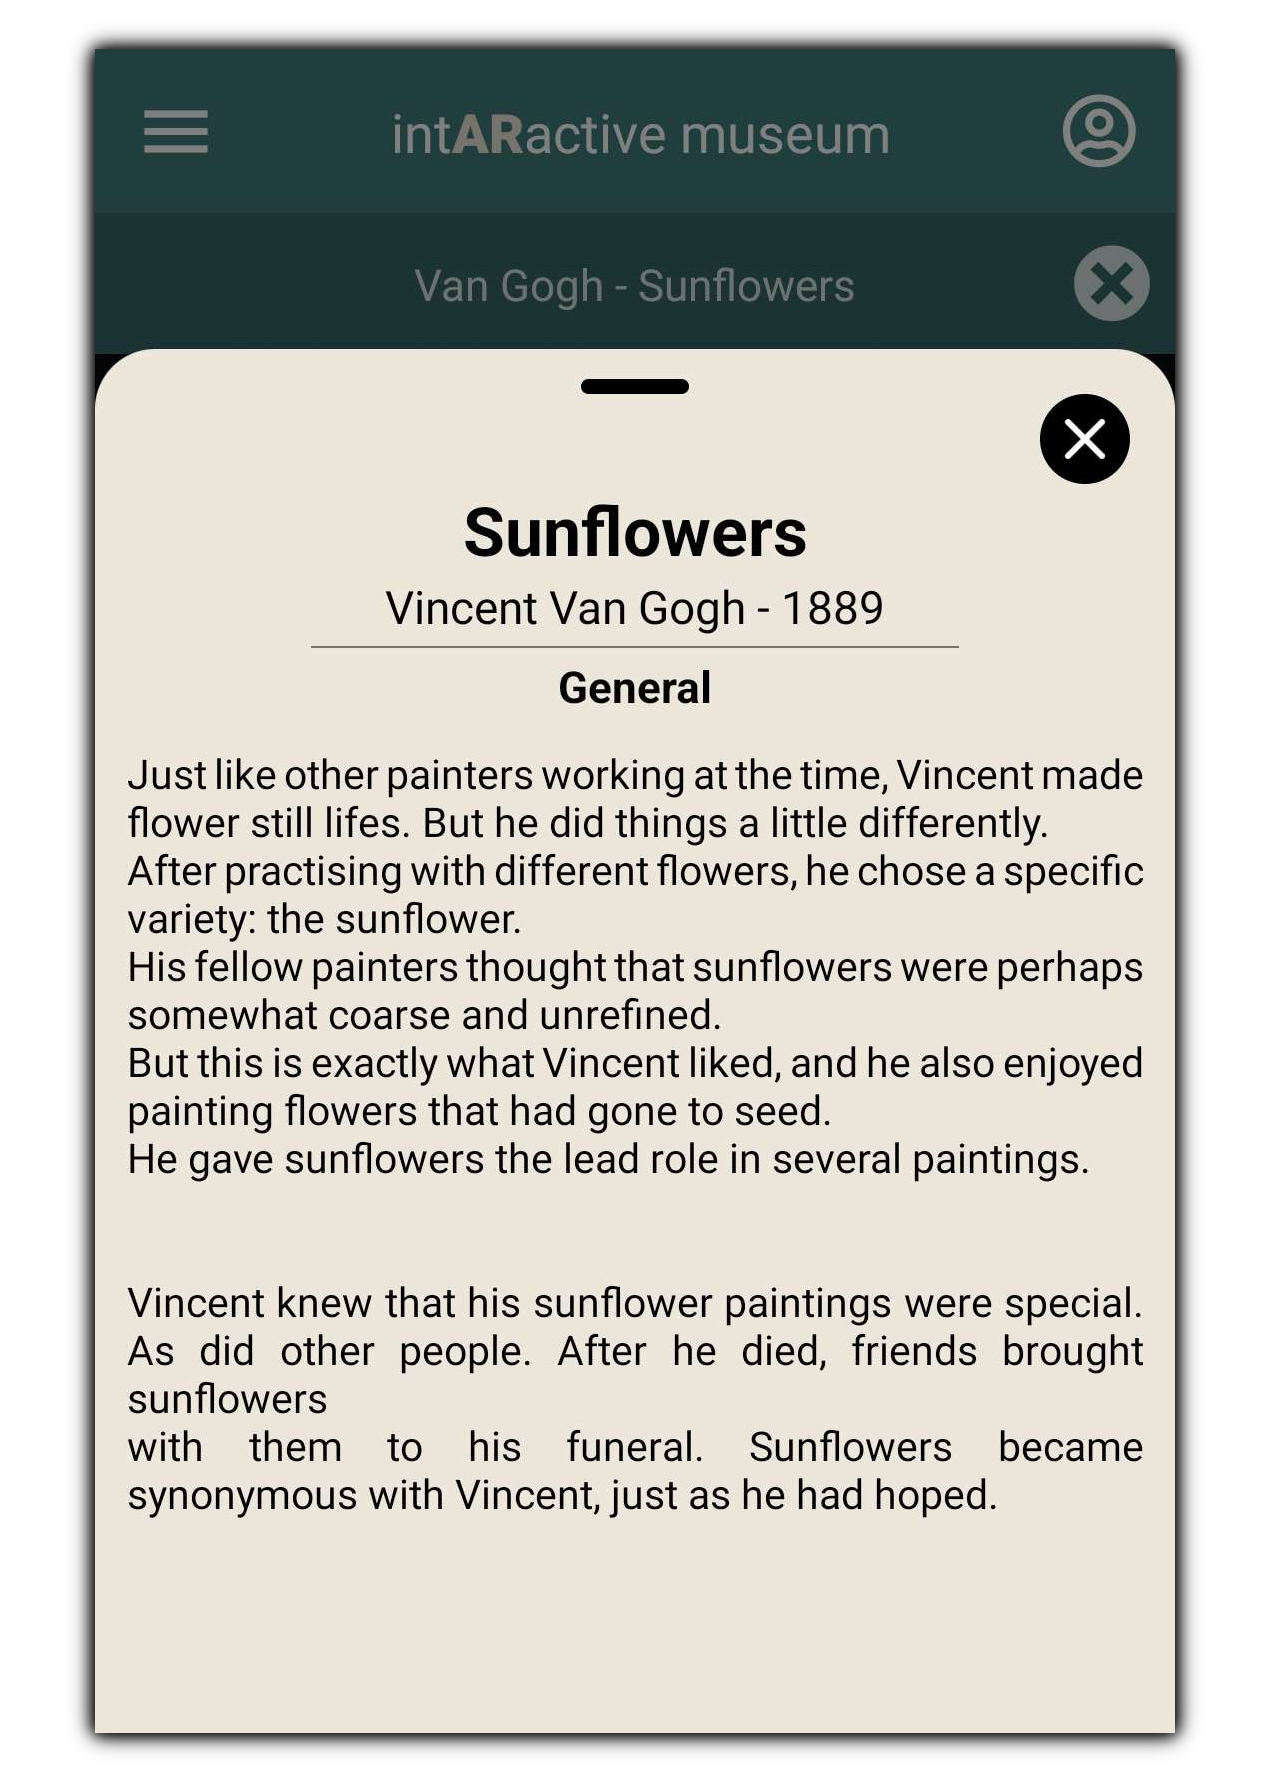 intARactive museum
Van Gogh - Sunflowers
Sunflowers
Vincent Van Gogh - 1889
General
Just like other painters working at the time, Vincent made
flower still lifes. But he did things a little differently.
After practising with different flowers, he chose a specific
variety: the sunflower.
His fellow painters thought that sunflowers were perhaps
somewhat coarse and unrefined.
But this is exactly what Vincent liked, and he also enjoyed
painting flowers that had gone to seed.
He gave sunflowers the lead role in several paintings.
Vincent knew that his sunflower paintings were special.
As did other people. After he died, friends brought
sunflowers
with them to his funeral. Sunflowers became
synonymous with Vincent, just as he had hoped.